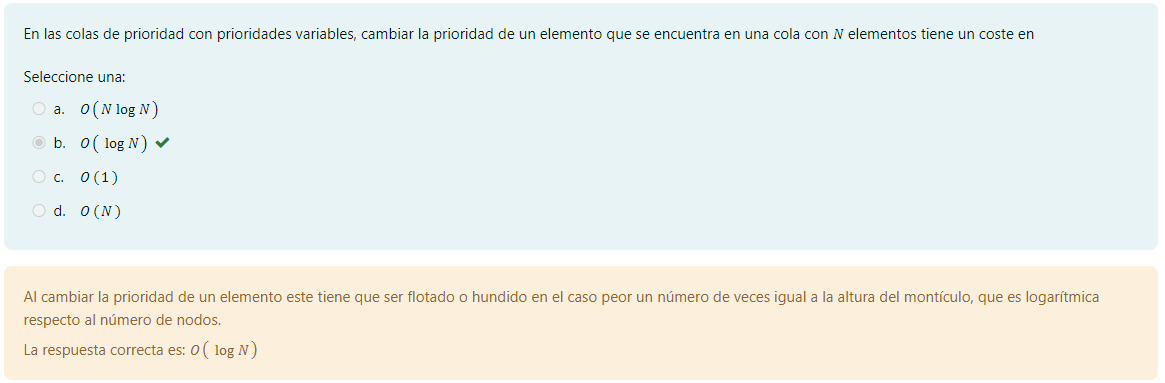 En las colas de prioridad con prioridades variables, cambiar la prioridad de un elemento que se encuentra en una cola con N elementos tiene un coste en
Seleccione una:
a. O(N log N)
b. O( log N) ✔
c. O(1)
d. O(N)
Al cambiar la prioridad de un elemento este tiene que ser flotado o hundido en el caso peor un número de veces igual a la altura del montículo, que es logarítmica
respecto al número de nodos.
La respuesta correcta es: O( log N)